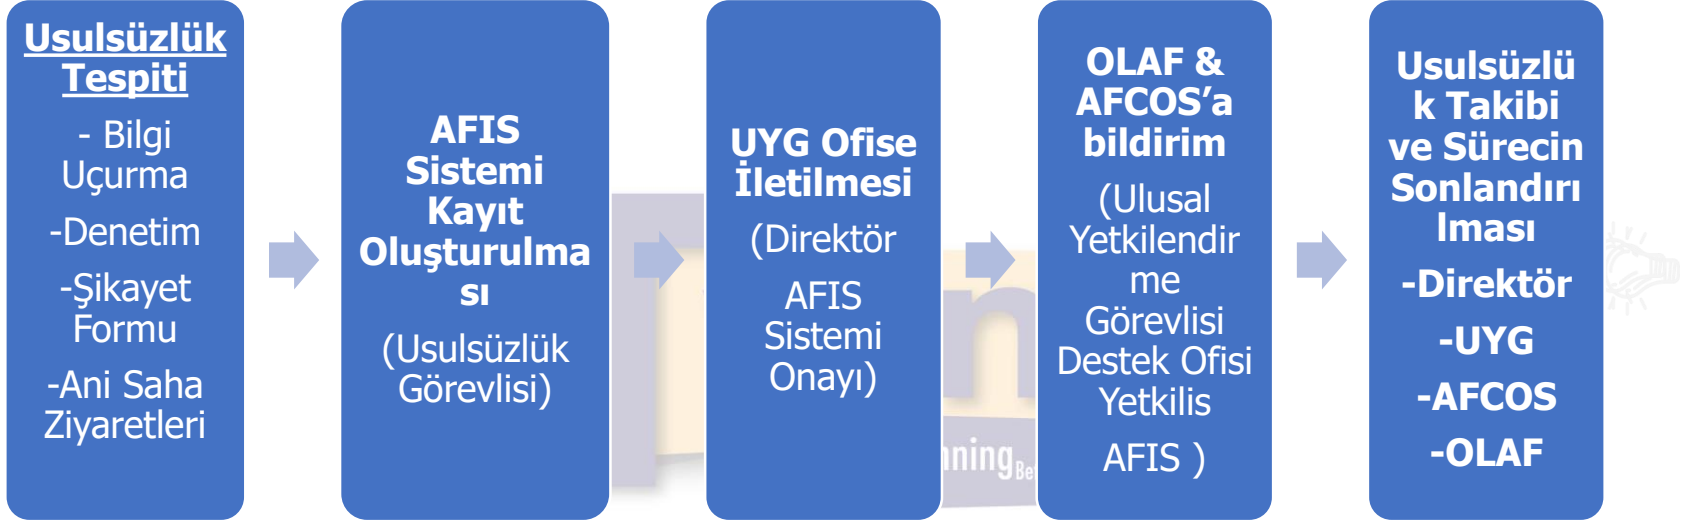 Usulsüzlük
Tespiti
- Bilgi
Uçurma
-Denetim
-Şikayet
Formu
-Ani Saha
Ziyaretleri
AFIS
Sistemi
Kayıt
Oluşturulma
sı
(Usulsüzlük
Görevlisi)
UYG Ofise
İletilmesi
(Direktör
AFIS
Sistemi
Onayı)
OLAF &
AFCOS’a
bildirim
(Ulusal
Yetkilendir
me
Görevlisi
Destek Ofisi
Yetkilis
AFIS )
Usulsüzlü
k Takibi
ve Sürecin
Sonlandırı
lması
-Direktör
-UYG
-AFCOS
-OLAF